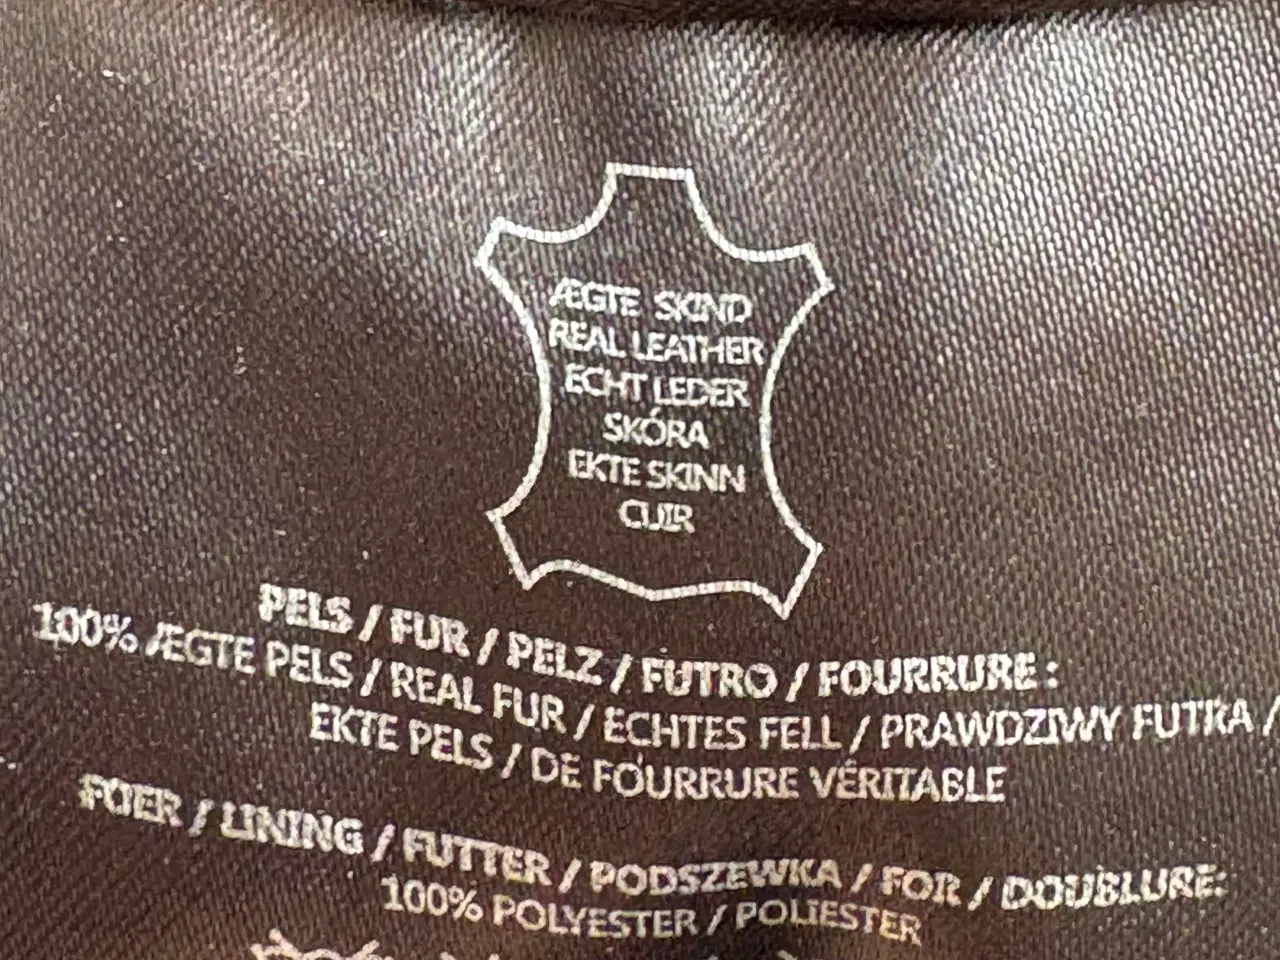 ÆGTE SKIND
REAL LEATHER
ECHT LEDER
SKÓRA
EKTE SKINN
CUIR
PELS / FUR / PELZ / FUTRO / FOURRURE :
100% ÆGTE PELS / REAL FUR / ECHTES FELL / PRAWDZIWY FUTRA /
EKTE PELS / DE FOURRURE VÉRITABLE
FOER / LINING / FUTTER / PODSZEWKA / FOR / DOUBLURE:
100% POLYESTER / POLIESTER